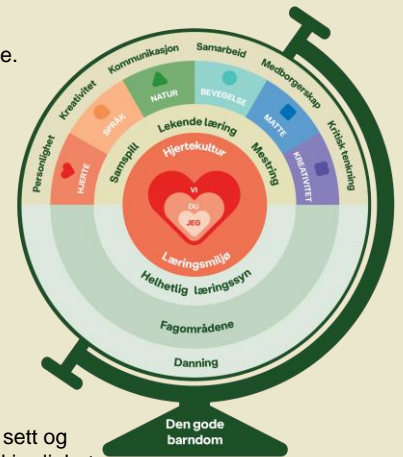 e.
Personlighet
Kreativitet
Kommunikasjon
Samarbeid
Medborgerskap
Kritisk tenkning
HJERTE
SPRÅK
NATUR
BEVEGELSE
MATTE
KREATIVITET
Samspill
Lekende læring
Mestring
Hjertekultur
VI
DU
JEG
Læringsmiljø
Helhetlig læringssyn
Fagområdene
Danning
Den gode
barndom
sett og